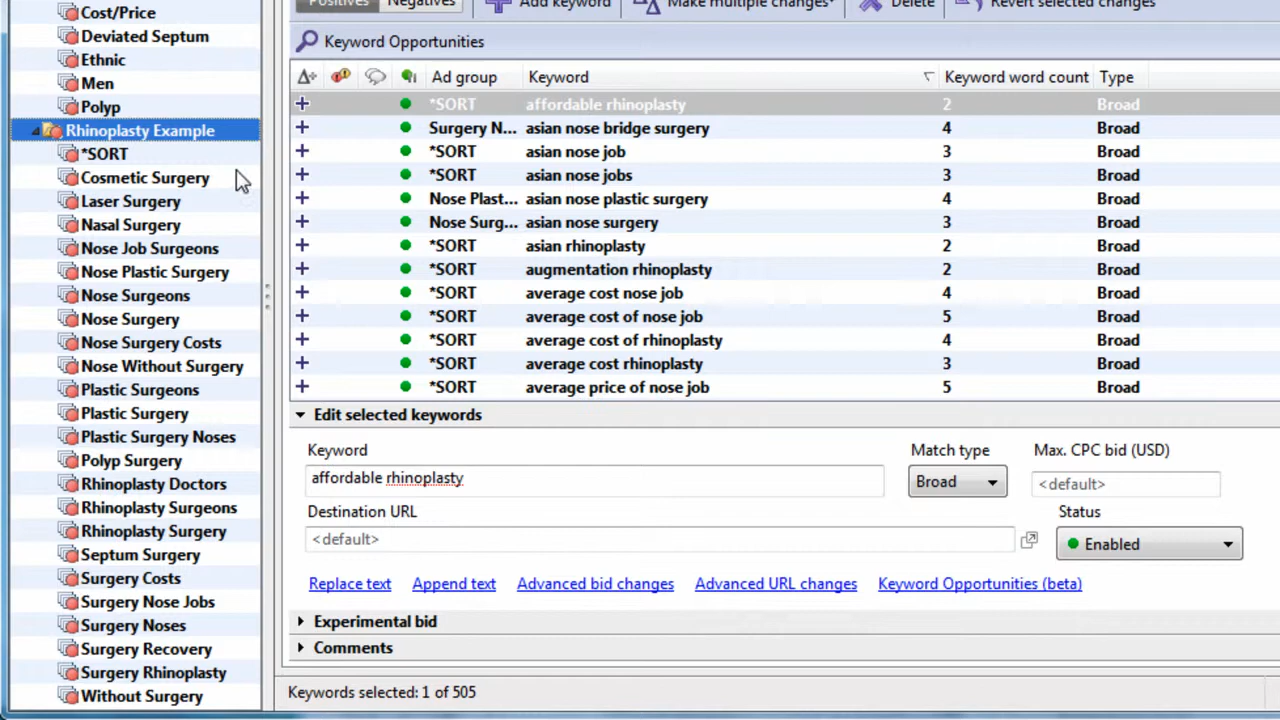 Cost/Price
Deviated Septum
Ethnic
Men
Polyp
Rhinoplasty Example
*SORT
Cosmetic Surgery
Laser Surgery
Nasal Surgery
Nose Job Surgeons
Nose Plastic Surgery
Nose Surgeons
Nose Surgery
Nose Surgery Costs
Nose Without Surgery
Plastic Surgeons
Plastic Surgery
Plastic Surgery Noses
Polyp Surgery
Rhinoplasty Doctors
Rhinoplasty Surgeons
Rhinoplasty Surgery
Septum Surgery
Surgery Costs
Surgery Nose Jobs
Surgery Noses
Surgery Recovery
Surgery Rhinoplasty
Without Surgery
Positives Negatives Add keyword Make multiple changes Delete Revert selected changes
Keyword Opportunities
Ad group Keyword Keyword word count Type
*SORT affordable rhinoplasty 2 Broad
Surgery N... asian nose bridge surgery 4 Broad
*SORT asian nose job 3 Broad
*SORT asian nose jobs 3 Broad
Nose Plast... asian nose plastic surgery 4 Broad
Nose Surg... asian nose surgery 3 Broad
*SORT asian rhinoplasty 2 Broad
*SORT augmentation rhinoplasty 2 Broad
*SORT average cost nose job 4 Broad
*SORT average cost of nose job 5 Broad
*SORT average cost of rhinoplasty 4 Broad
*SORT average cost rhinoplasty 3 Broad
*SORT average price of nose job 5 Broad
Edit selected keywords
Keyword Match type Max. CPC bid (USD)
affordable rhinoplasty Broad <default>
Destination URL Status
<default> Enabled
Replace text Append text Advanced bid changes Advanced URL changes Keyword Opportunities (beta)
Experimental bid
Comments
Keywords selected: 1 of 505